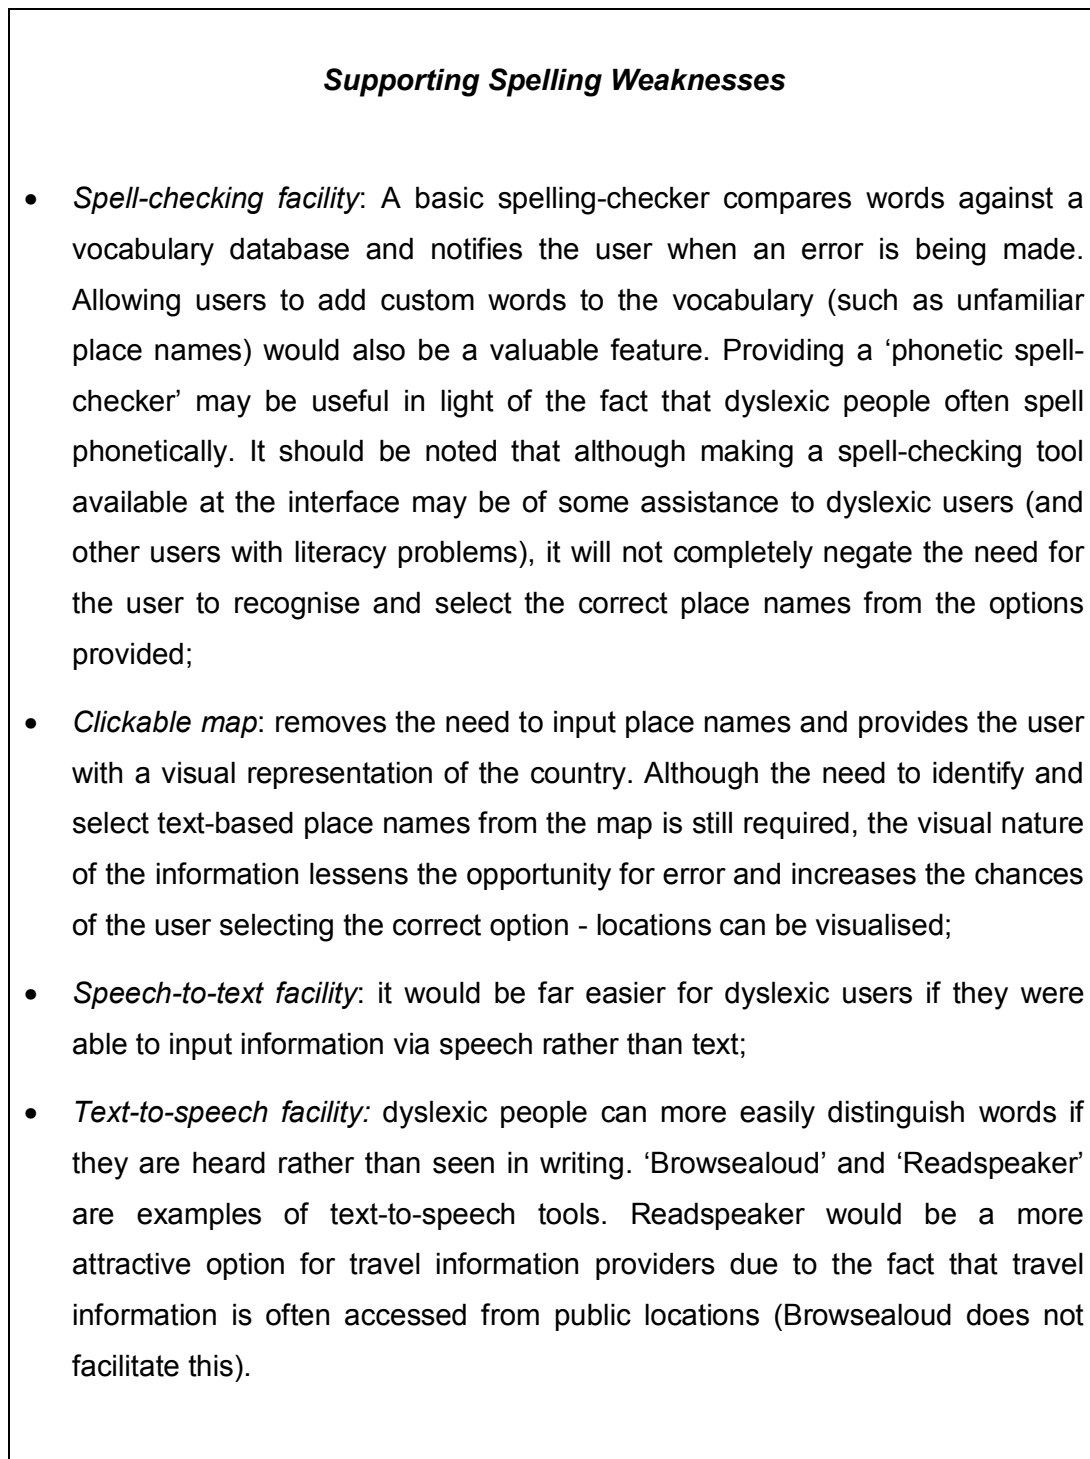 Supporting Spelling Weaknesses
• Spell-checking facility: A basic spelling-checker compares words against a
vocabulary database and notifies the user when an error is being made.
Allowing users to add custom words to the vocabulary (such as unfamiliar
place names) would also be a valuable feature. Providing a ‘phonetic spell-
checker’ may be useful in light of the fact that dyslexic people often spell
phonetically. It should be noted that although making a spell-checking tool
available at the interface may be of some assistance to dyslexic users (and
other users with literacy problems), it will not completely negate the need for
the user to recognise and select the correct place names from the options
provided;
• Clickable map: removes the need to input place names and provides the user
with a visual representation of the country. Although the need to identify and
select text-based place names from the map is still required, the visual nature
of the information lessens the opportunity for error and increases the chances
of the user selecting the correct option - locations can be visualised;
• Speech-to-text facility: it would be far easier for dyslexic users if they were
able to input information via speech rather than text;
• Text-to-speech facility: dyslexic people can more easily distinguish words if
they are heard rather than seen in writing. ‘Browsealoud’ and ‘Readspeaker’
are examples of text-to-speech tools. Readspeaker would be a more
attractive option for travel information providers due to the fact that travel
information is often accessed from public locations (Browsealoud does not
facilitate this).